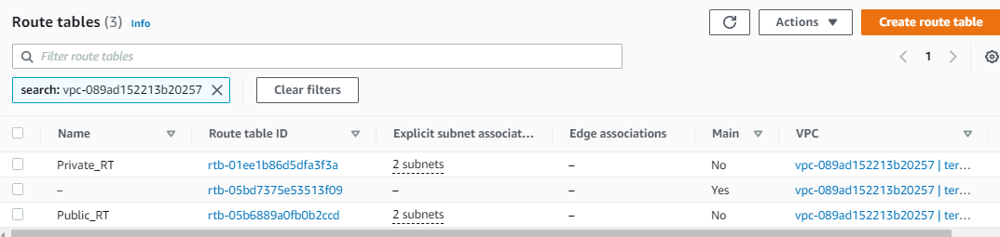 Route tables (3) Info Actions Create route table
Filter route tables 1
search: vpc-089ad152213b20257 Clear filters
Name Route table ID Explicit subnet associat... Edge associations Main VPC
Private_RT rtb-01ee1b86d5dfa3f3a 2 subnets – No vpc-089ad152213b20257 | ter...
– rtb-05bd7375e53513f09 – – Yes vpc-089ad152213b20257 | ter...
Public_RT rtb-05b6889a0fb0b2ccd 2 subnets – No vpc-089ad152213b20257 | ter...